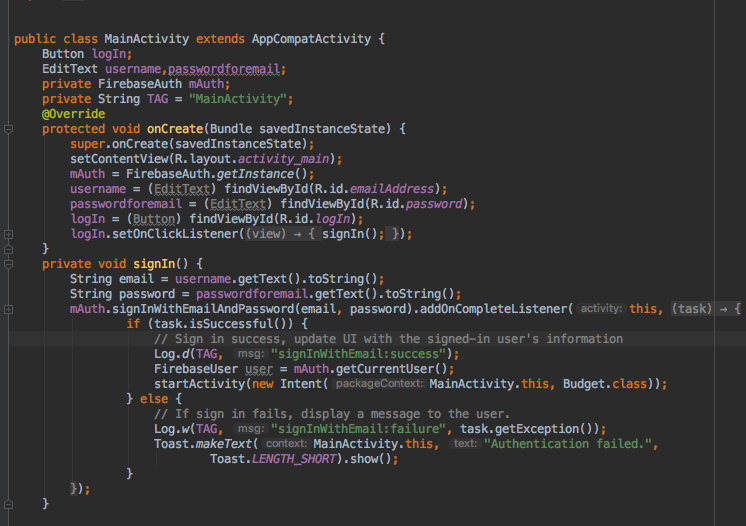 public class MainActivity extends AppCompatActivity {
Button logIn;
EditText username,passwordforemail;
private FirebaseAuth mAuth;
private String TAG = "MainActivity";
@Override
protected void onCreate(Bundle savedInstanceState) {
super.onCreate(savedInstanceState);
setContentView(R.layout.activity_main);
mAuth = FirebaseAuth.getInstance();
username = (EditText) findViewById(R.id.emailAddress);
passwordforemail = (EditText) findViewById(R.id.password);
logIn = (Button) findViewById(R.id.logIn);
logIn.setOnClickListener((view) → { signIn(); });
}
private void signIn() {
String email = username.getText().toString();
String password = passwordforemail.getText().toString();
mAuth.signInWithEmailAndPassword(email, password).addOnCompleteListener( activity: this, (task) → {
if (task.isSuccessful()) {
// Sign in success, update UI with the signed-in user's information
Log.d(TAG, msg: "signInWithEmail:success");
FirebaseUser user = mAuth.getCurrentUser();
startActivity(new Intent( packageContext: MainActivity.this, Budget.class));
} else {
// If sign in fails, display a message to the user.
Log.w(TAG, msg: "signInWithEmail:failure", task.getException());
Toast.makeText( context: MainActivity.this, text: "Authentication failed.",
Toast.LENGTH_SHORT).show();
}
});
}